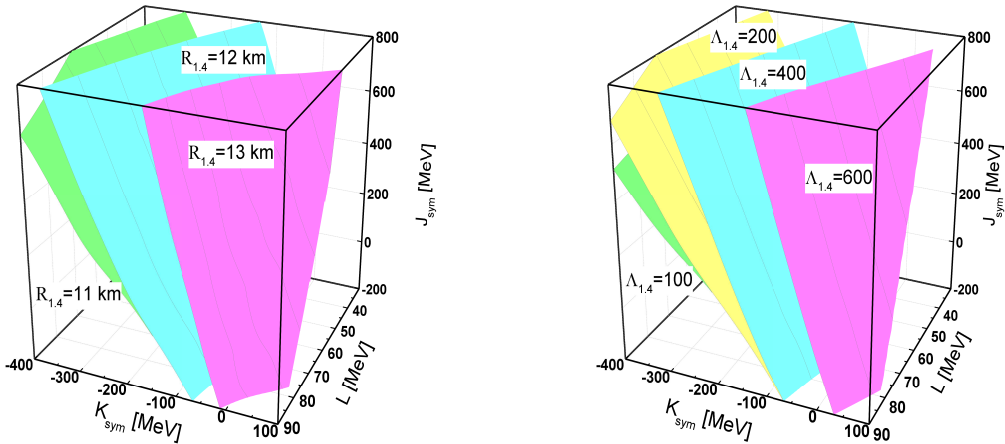 R1.4=12 km
R1.4=13 km
R1.4=11 km
800
600
400
200
0
-200
Jsym [MeV]
40
50
60
70
80
90
L [MeV]
-400
-300
-200
-100
0
100
Ksym [MeV]
Λ1.4=200
Λ1.4=400
Λ1.4=600
Λ1.4=100
800
600
400
200
0
-200
Jsym [MeV]
40
50
60
70
80
90
L [MeV]
-400
-300
-200
-100
0
100
Ksym [MeV]